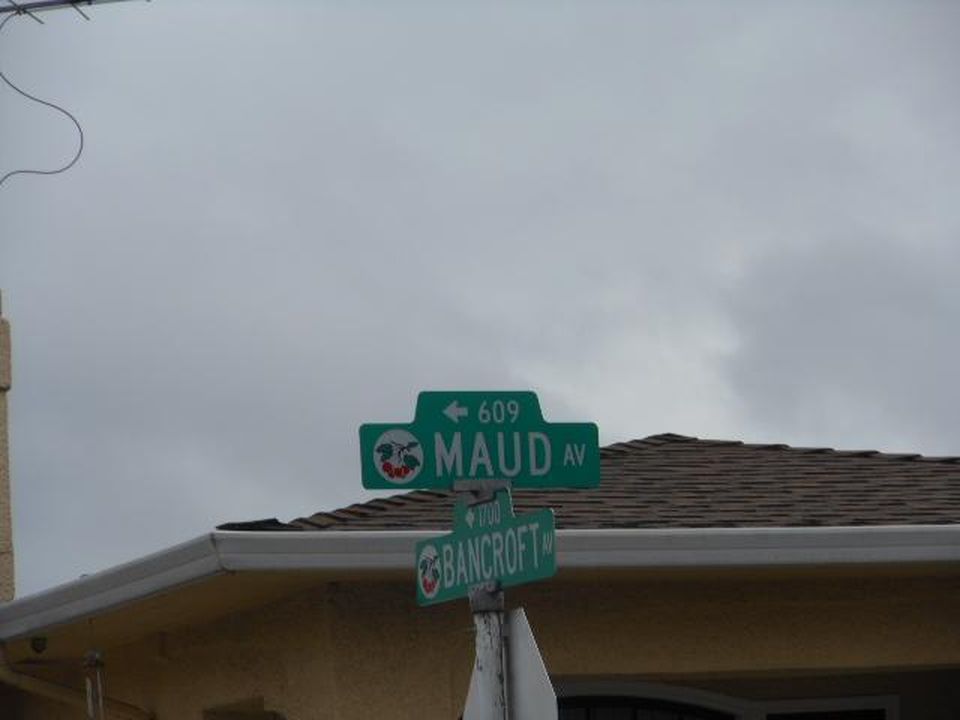 ← 609
MAUD AV
← 1700
BANCROFT AV